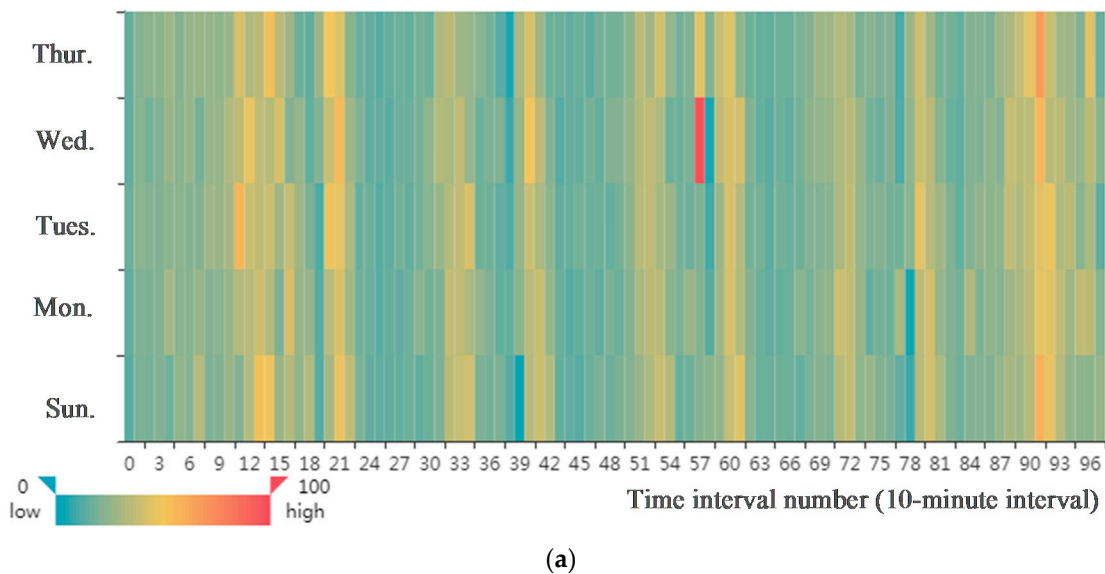 Thur.
Wed.
Tues.
Mon.
Sun.
0 3 6 9 12 15 18 21 24 27 30 33 36 39 42 45 48 51 54 57 60 63 66 69 72 75 78 81 84 87 90 93 96
0 100
low high
Time interval number (10-minute interval)
(a)